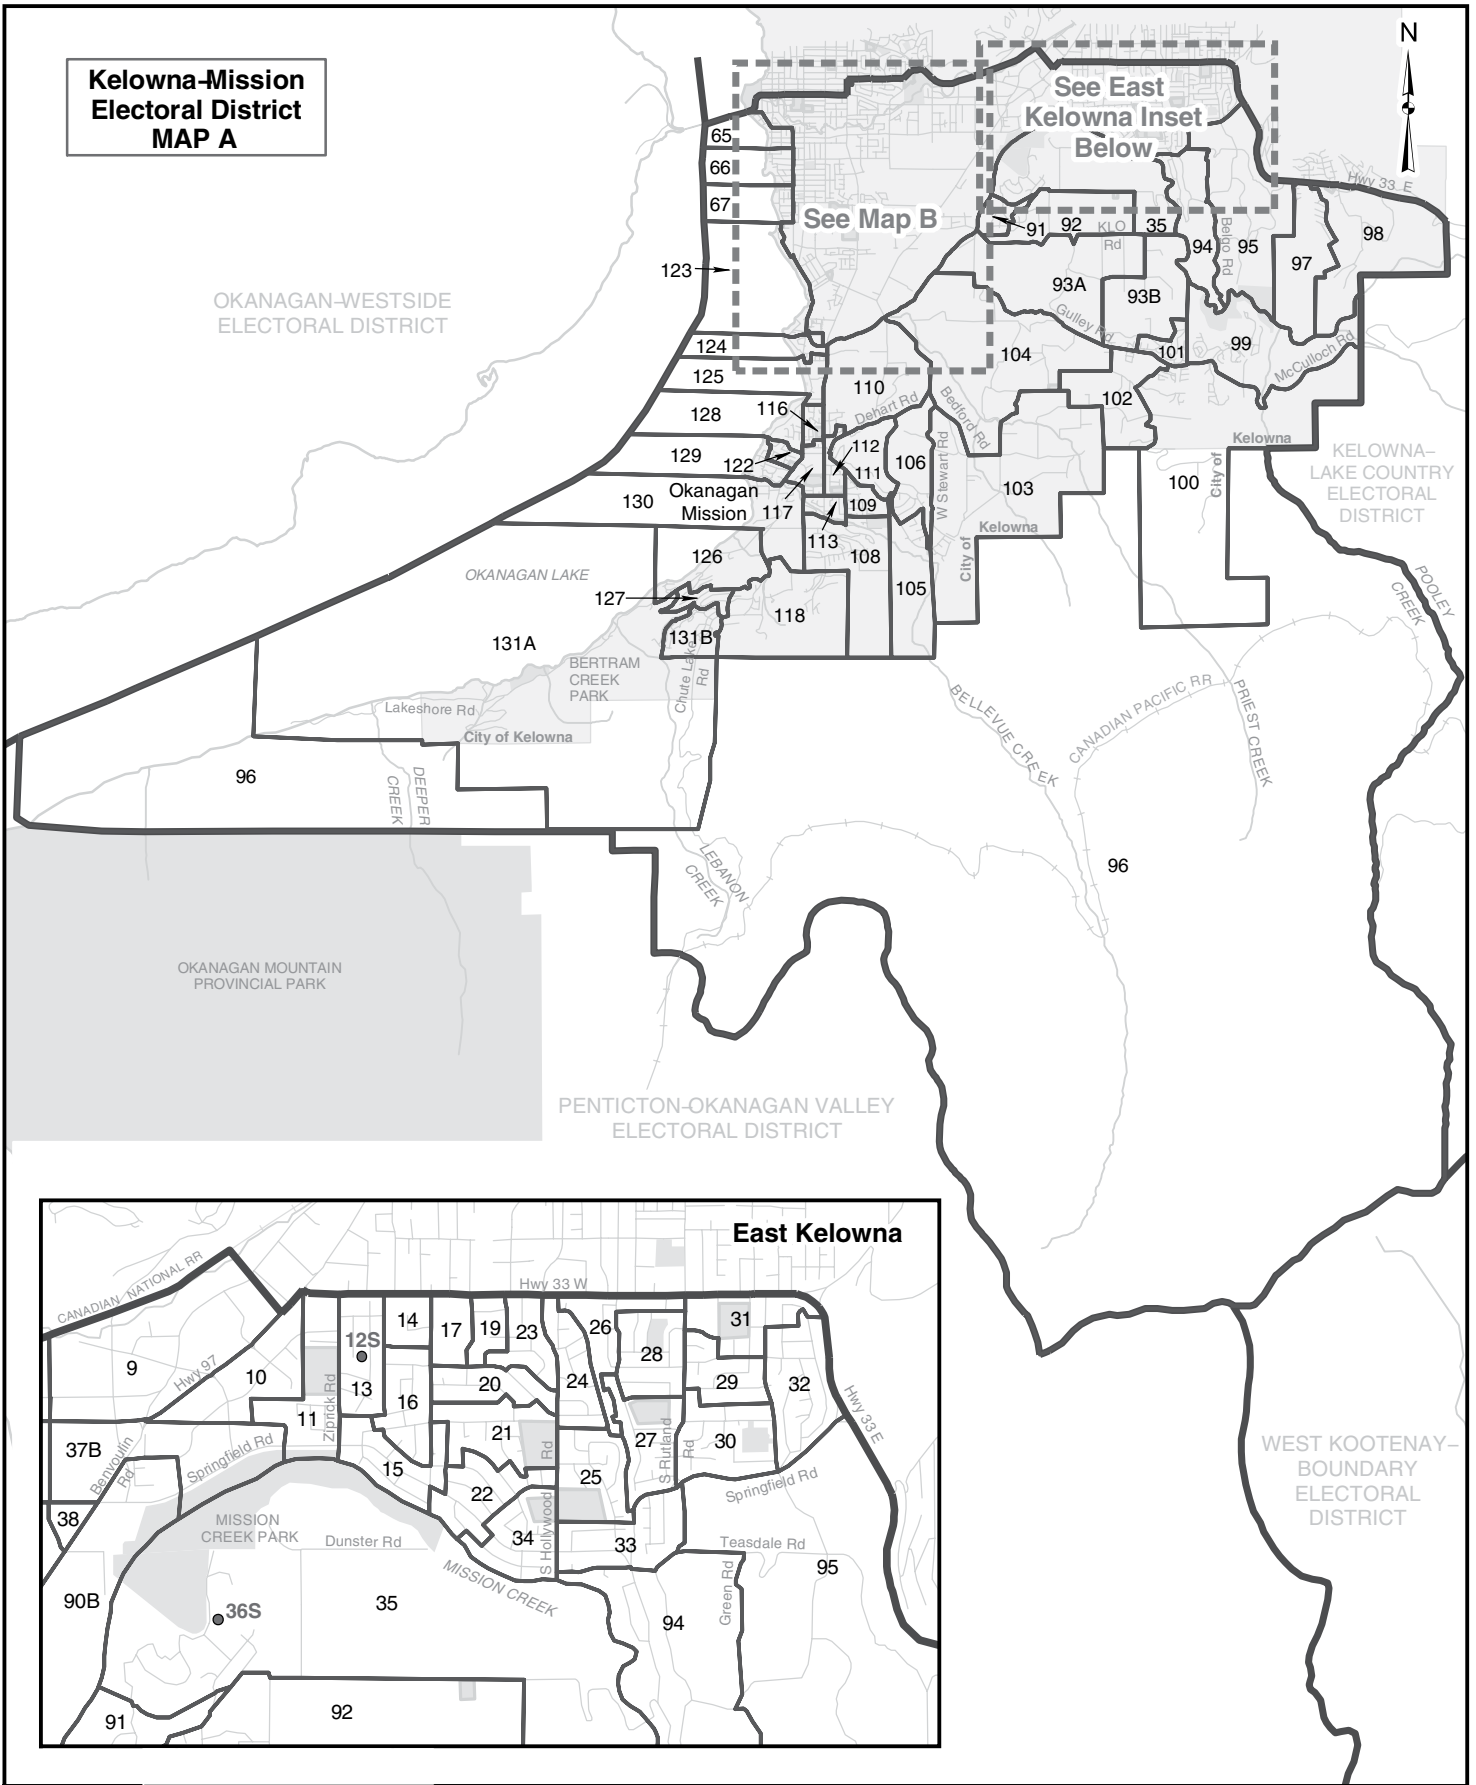 Kelowna–Mission
Electoral District
MAP A
N
See East
Kelowna Inset
Below
See Map B
Hwy 33 E
65
66
67
123
124
125
128
129
130
91
92
KLO
Rd
35
94
Belgo Rd
95
97
98
93A
93B
Gulley Rd
104
101
99
McCulloch Rd
102
110
116
Dehart Rd
Bedford Rd
122
112
111
106
W Stewart Rd
103
Okanagan
Mission
117
113
109
108
105
City of
Kelowna
100
City of
Kelowna
OKANAGAN–WESTSIDE
ELECTORAL DISTRICT
KELOWNA–
LAKE COUNTRY
ELECTORAL
DISTRICT
OKANAGAN LAKE
126
127
118
131A
131B
BERTRAM
CREEK
PARK
Chute Lake
Rd
Lakeshore Rd
City of Kelowna
96
DEEPER
CREEK
LEBANON
CREEK
BELLEVUE CREEK
CANADIAN PACIFIC RR
PRIEST CREEK
POOLEY
CREEK
96
OKANAGAN MOUNTAIN
PROVINCIAL PARK
PENTICTON–OKANAGAN VALLEY
ELECTORAL DISTRICT
WEST KOOTENAY–
BOUNDARY
ELECTORAL
DISTRICT
East Kelowna
CANADIAN NATIONAL RR
Hwy 33 W
9
Hwy 97
10
11
Ziprick Rd
12S
13
14
16
17
19
23
20
21
15
22
34
Rd
S Hollywood
24
25
26
28
27
S Rutland
Rd
31
29
30
32
33
Hwy 33 E
Springfield Rd
37B
Benvoulin
Rd
Springfield Rd
38
MISSION
CREEK PARK
Dunster Rd
MISSION CREEK
Teasdale Rd
95
Green Rd
94
90B
36S
35
91
92